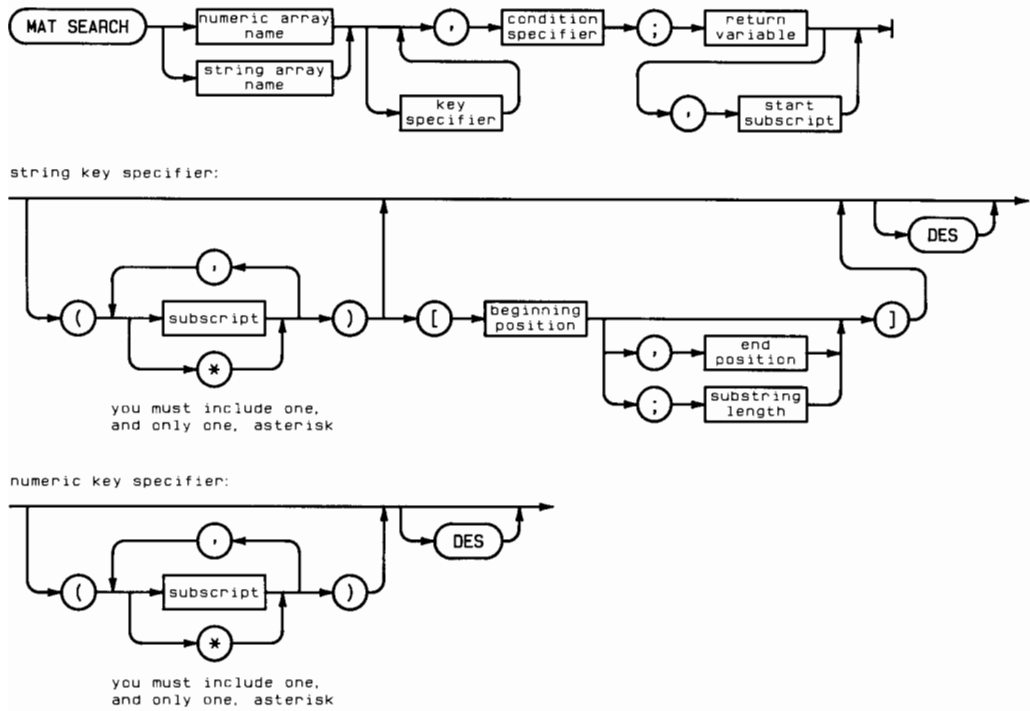 MAT SEARCH
numeric array
name
string array
name
key
specifier
,
condition
specifier
;
return
variable
,
start
subscript
string key specifier:
(
,
subscript
*
)
you must include one,
and only one, asterisk
[
beginning
position
,
end
position
;
substring
length
]
DES
numeric key specifier:
(
,
subscript
*
)
DES
you must include one,
and only one, asterisk